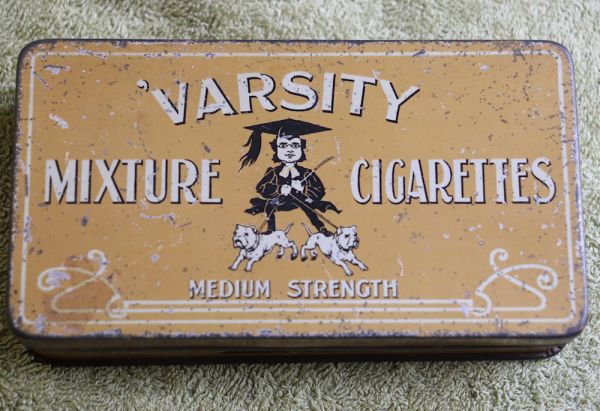 'VARSITY
MIXTURE CIGARETTES
MEDIUM STRENGTH